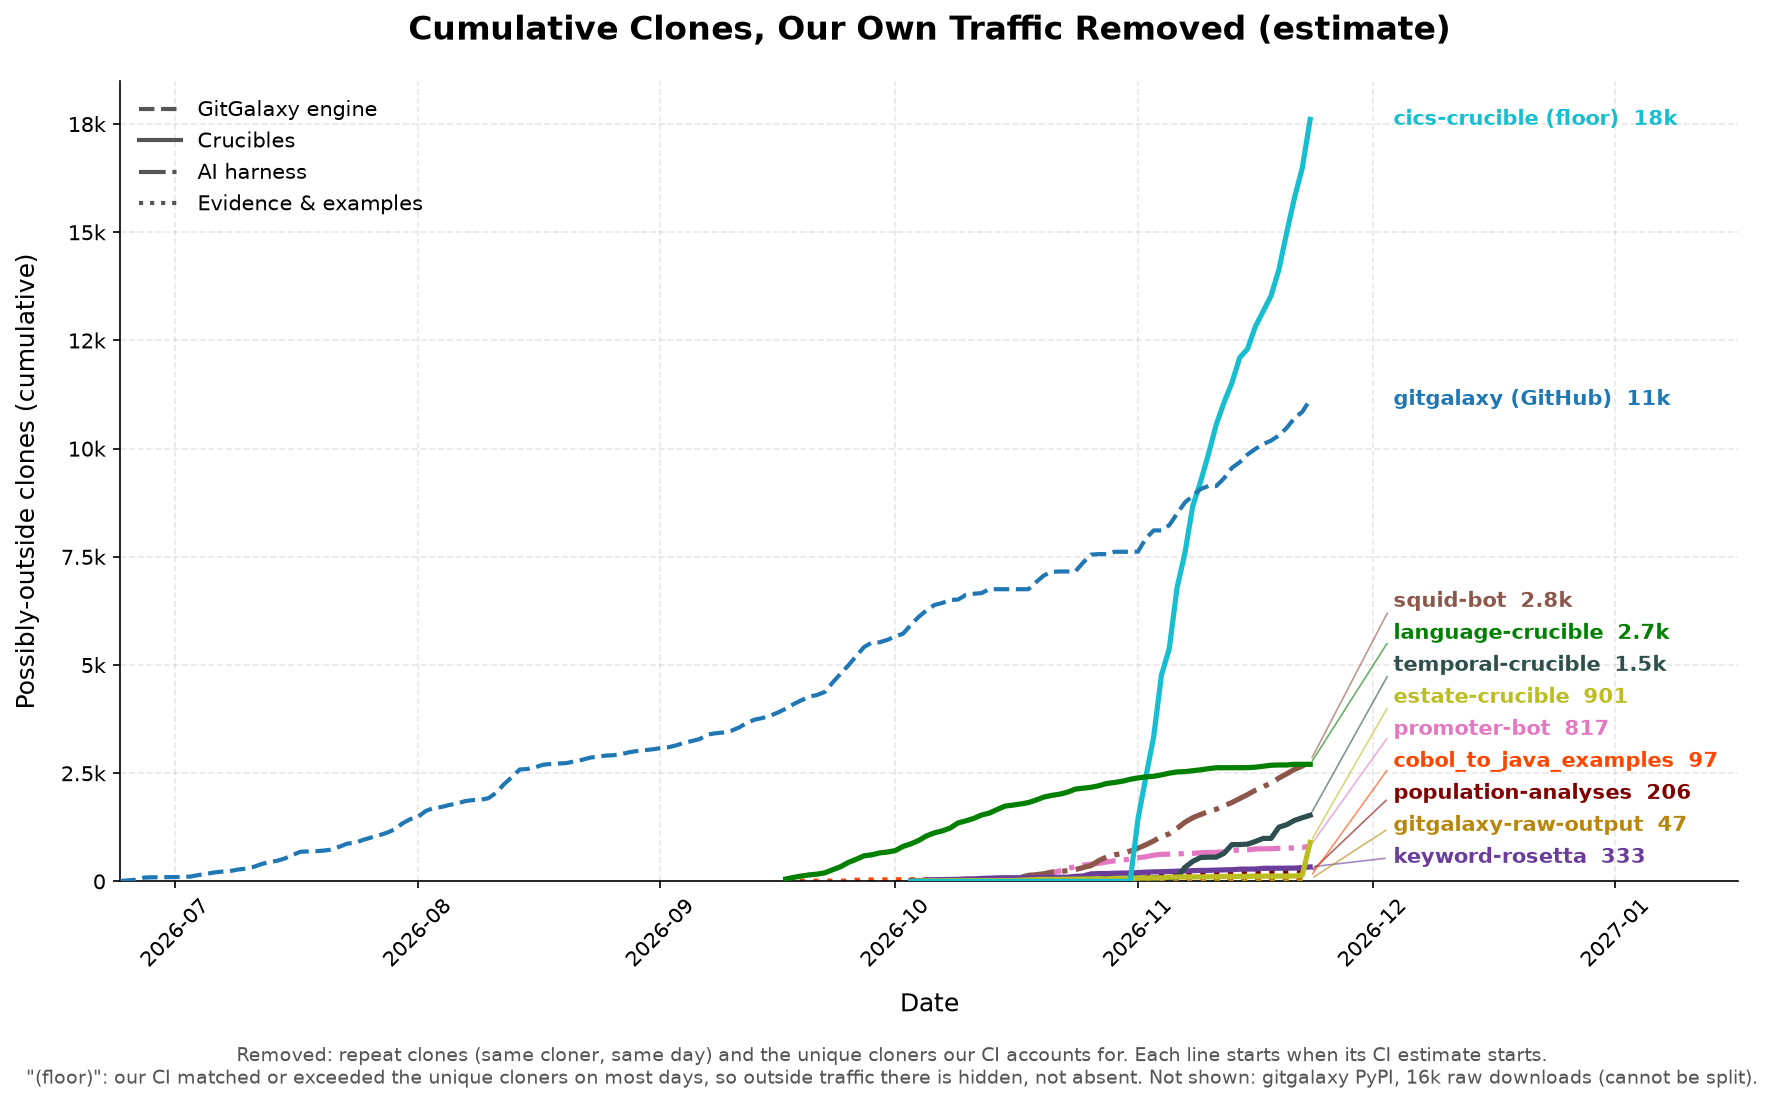 Cumulative Clones, Our Own Traffic Removed (estimate)
GitGalaxy engine
Crucibles
AI harness
Evidence & examples
Possibly-outside clones (cumulative)
18k
15k
12k
10k
7.5k
5k
2.5k
0
cics-crucible (floor)  18k
gitgalaxy (GitHub)  11k
squid-bot  2.8k
language-crucible  2.7k
temporal-crucible  1.5k
estate-crucible  901
promoter-bot  817
cobol_to_java_examples  97
population-analyses  206
gitgalaxy-raw-output  47
keyword-rosetta  333
2026-07
2026-08
2026-09
2026-10
2026-11
2026-12
2027-01
Date
Removed: repeat clones (same cloner, same day) and the unique cloners our CI accounts for. Each line starts when its CI estimate starts.
"(floor)": our CI matched or exceeded the unique cloners on most days, so outside traffic there is hidden, not absent. Not shown: gitgalaxy PyPI, 16k raw downloads (cannot be split).